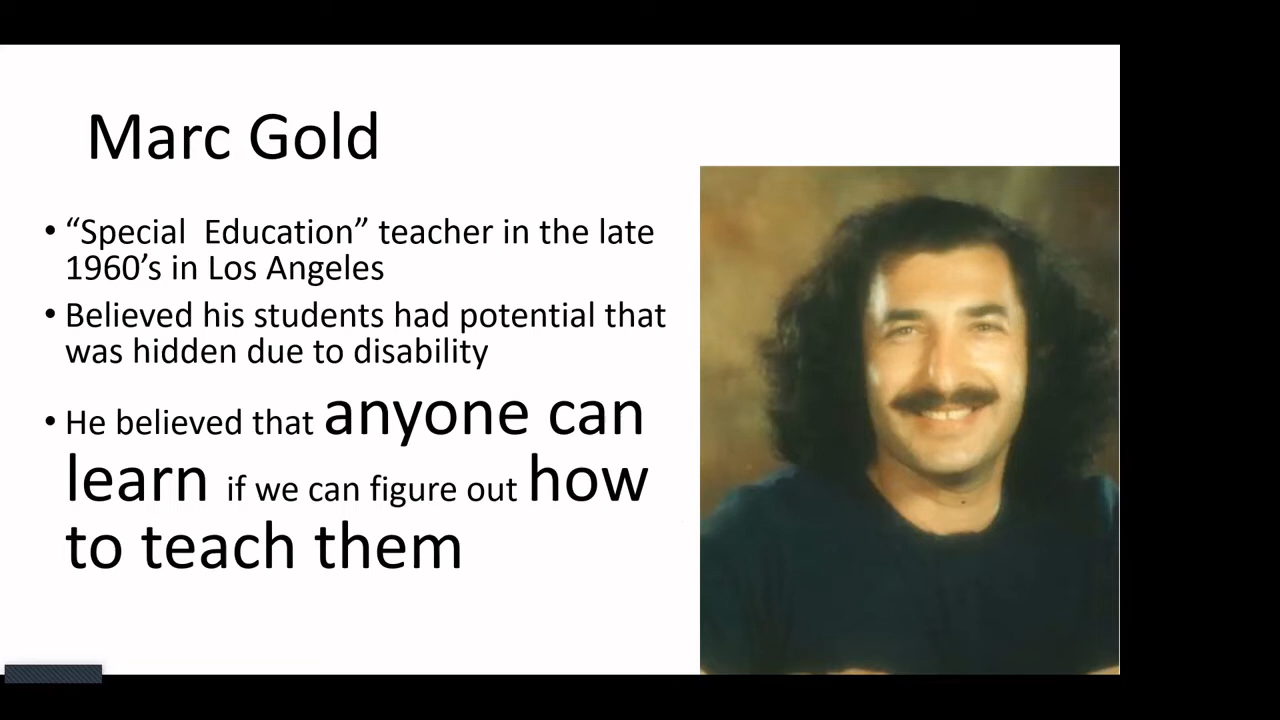 Marc Gold
• “Special  Education” teacher in the late
1960’s in Los Angeles
• Believed his students had potential that
was hidden due to disability
• He believed that anyone can
learn if we can figure out how
to teach them